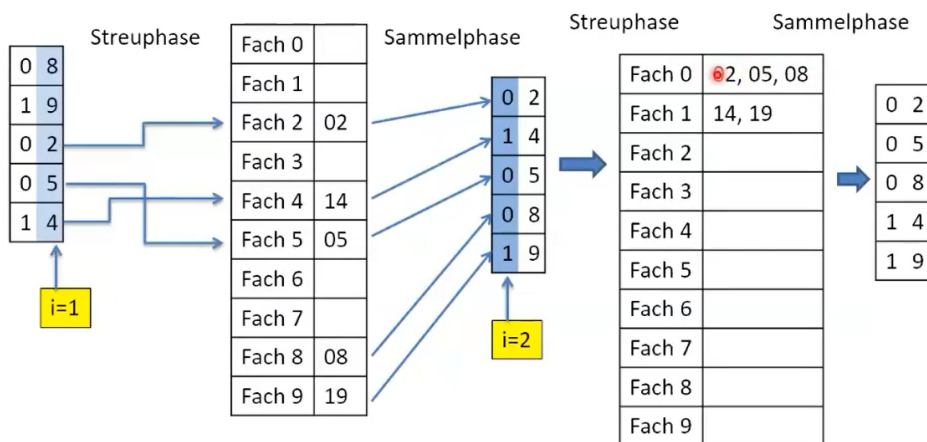 Streuphase
Sammelphase
Streuphase
Sammelphase
0 8
1 9
0 2
0 5
1 4
i=1
Fach 0
Fach 1
Fach 2 02
Fach 3
Fach 4 14
Fach 5 05
Fach 6
Fach 7
Fach 8 08
Fach 9 19
0 2
1 4
0 5
0 8
1 9
i=2
Fach 0 02, 05, 08
Fach 1 14, 19
Fach 2
Fach 3
Fach 4
Fach 5
Fach 6
Fach 7
Fach 8
Fach 9
0 2
0 5
0 8
1 4
1 9